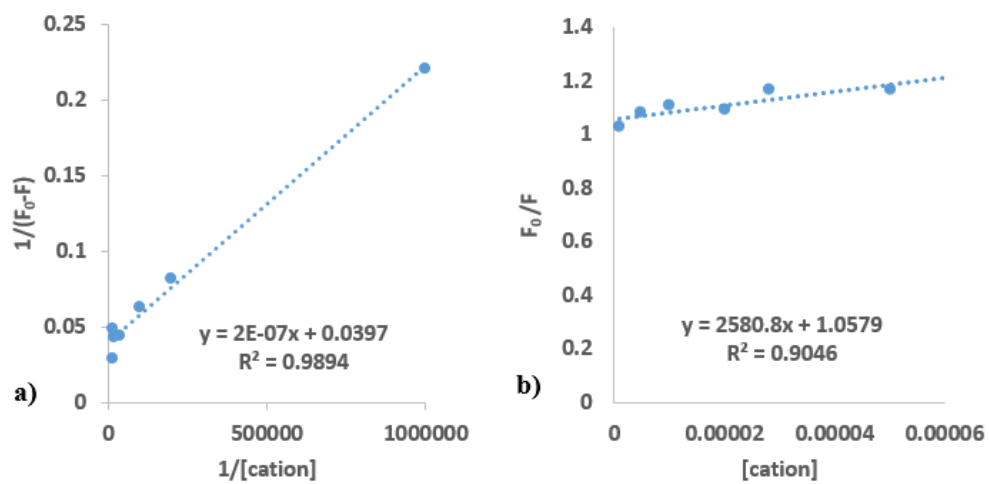 0.25
0.2
0.15
0.1
0.05
0
1/(F₀-F)
y = 2E-07x + 0.0397
R² = 0.9894
0 500000 1000000
1/[cation]
a)
1.4
1.2
1
0.8
0.6
0.4
0.2
0
F₀/F
y = 2580.8x + 1.0579
R² = 0.9046
0 0.00002 0.00004 0.00006
[cation]
b)